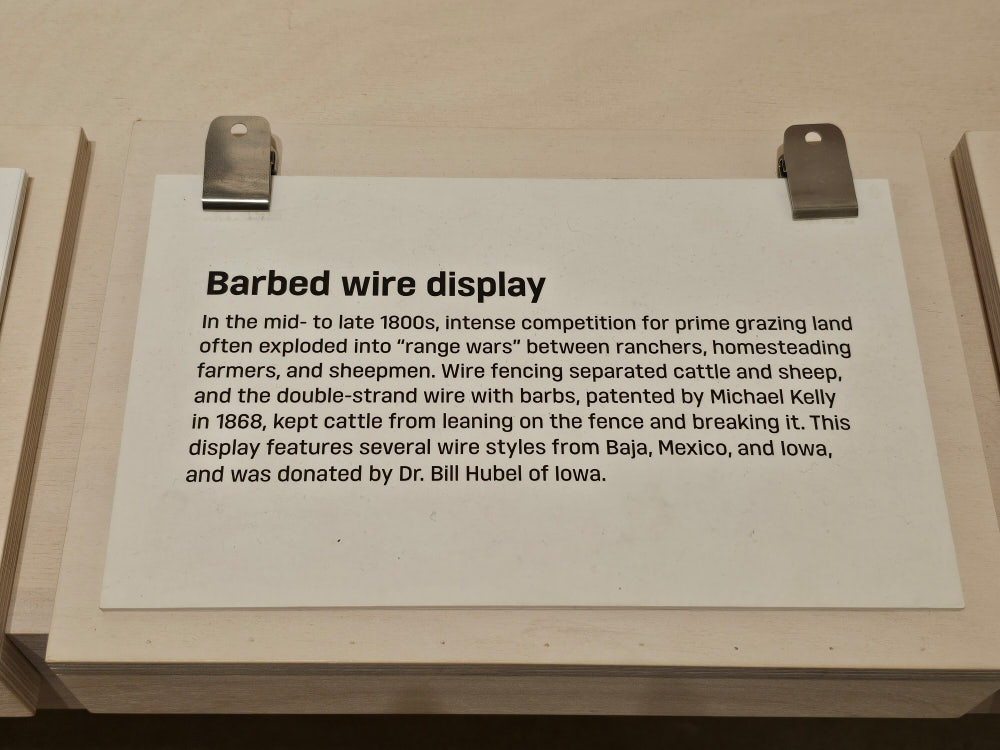 Barbed wire display
In the mid- to late 1800s, intense competition for prime grazing land
often exploded into “range wars” between ranchers, homesteading
farmers, and sheepmen. Wire fencing separated cattle and sheep,
and the double-strand wire with barbs, patented by Michael Kelly
in 1868, kept cattle from leaning on the fence and breaking it. This
display features several wire styles from Baja, Mexico, and Iowa,
and was donated by Dr. Bill Hubel of Iowa.